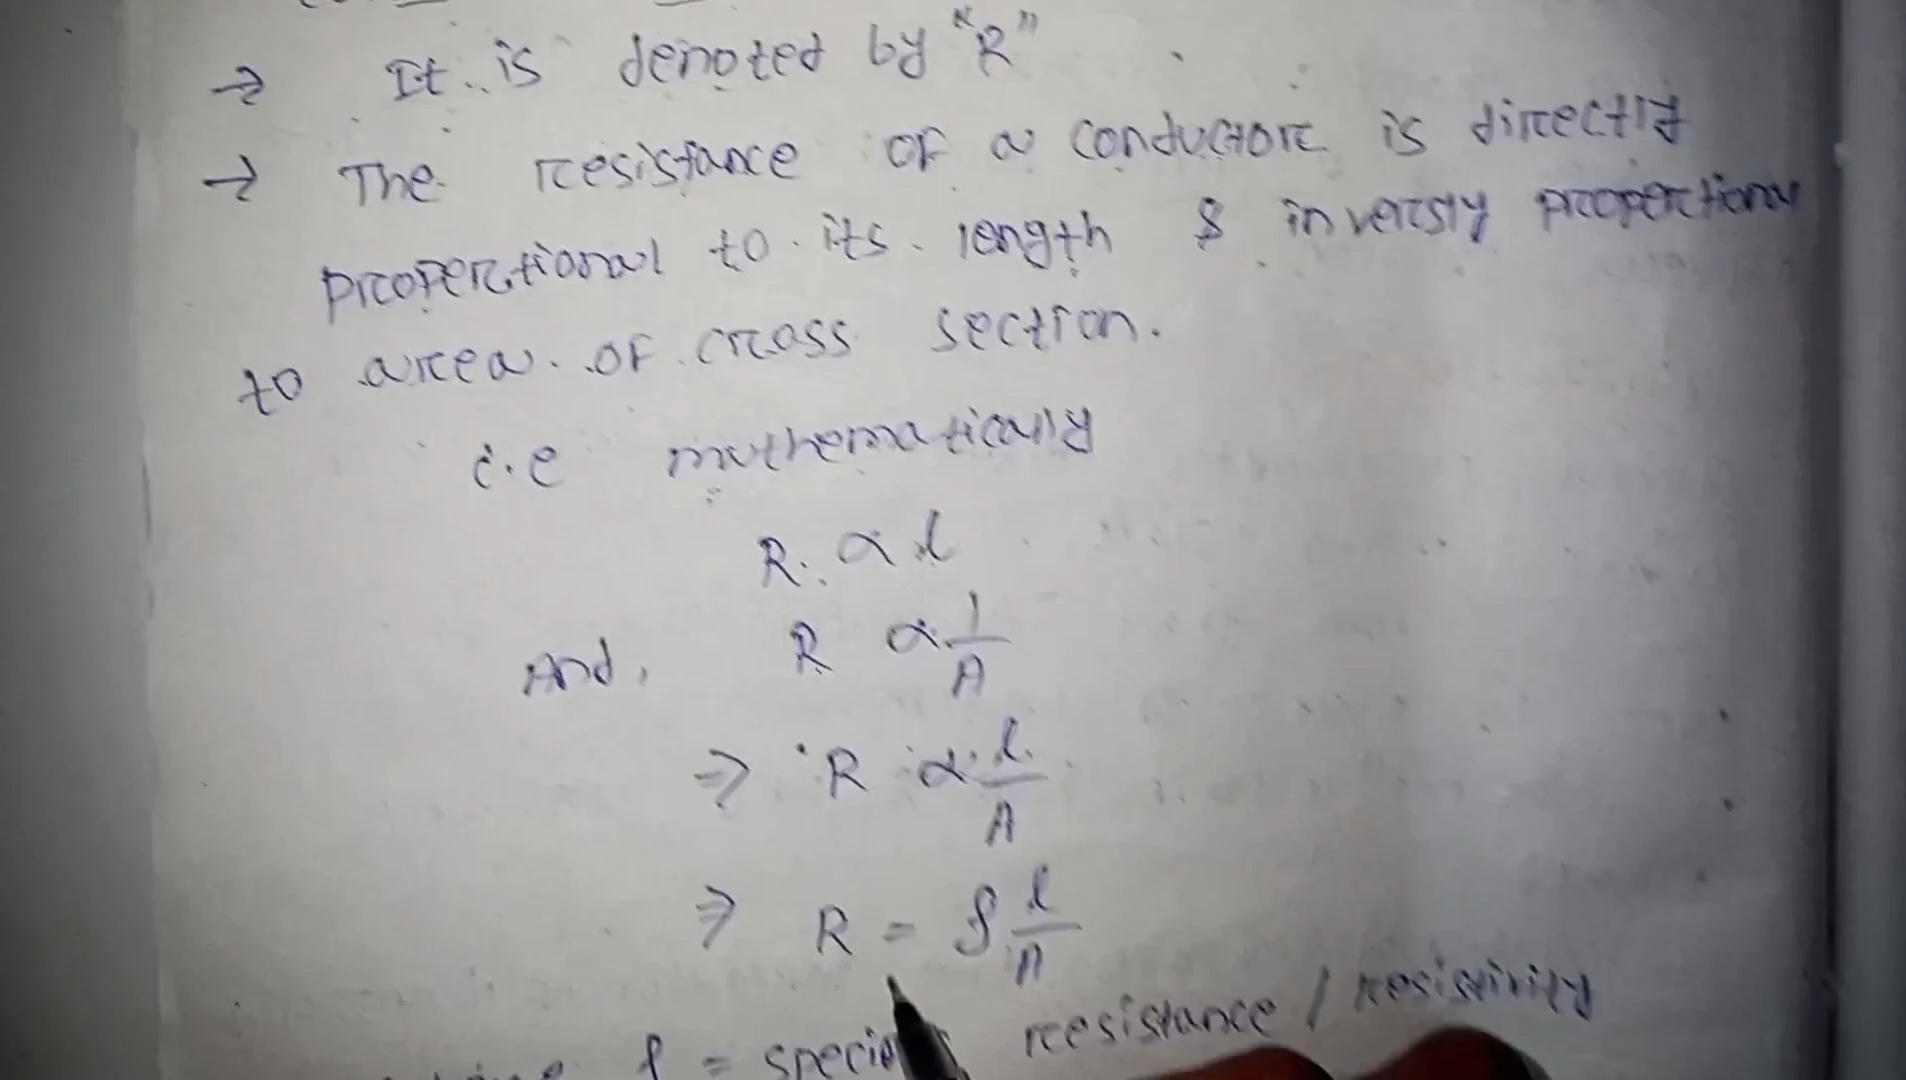 → It is denoted by "R"
→ The resistance of a conductor is directly
proportional to its length & inversly proportional
to area of cross section.
i.e mathematically
R ∝ l
And, R ∝ 1/A
⇒ R ∝ l/A
⇒ R = ρ l/A
ρ = resistance / resistivity